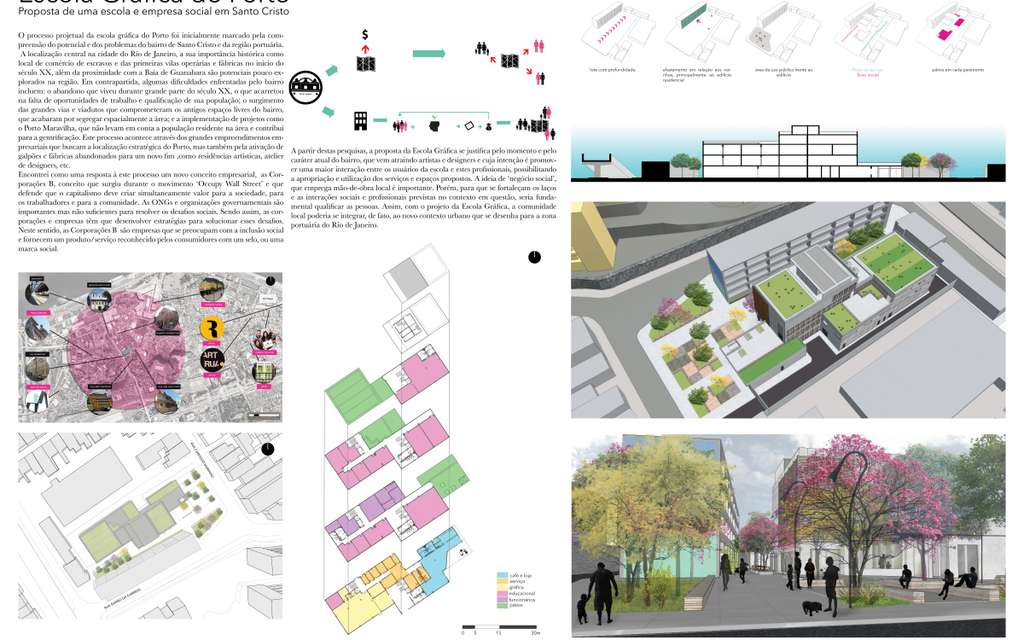 Escola Gráfica do Porto
Proposta de uma escola e empresa social em Santo Cristo
O processo projetual da escola gráfica do Porto foi inicialmente marcado pela com-
preensão do potencial e dos problemas do bairro de Santo Cristo e da região portuária.
A localização central na cidade do Rio de Janeiro, a sua importância histórica como
local de comércio de escravos e das primeiras vilas operárias e fábricas no início do
século XX, além da proximidade com a Baía de Guanabara são potenciais pouco ex-
plorados na região. Em contrapartida, algumas dificuldades enfrentadas pelo bairro
incluem: o abandono que viveu durante grande parte do século XX, o que acarretou
na falta de oportunidades de trabalho e qualificação de sua população; o surgimento
das grandes vias e viadutos que comprometeram os antigos espaços livres do bairro,
que acabaram por segregar espacialmente a área; e a implementação de projetos como
o Porto Maravilha, que não levam em conta a população residente na área e contribui
para a gentrificação. Este processo acontece através dos grandes empreendimentos em-
presariais que buscam a localização estratégica do Porto, mas também pela ativação de
galpões e fábricas abandonados para um novo fim ,como residências artísticas, atelier
de designers, etc.
Encontrei como uma resposta à este processo um novo conceito empresarial, as Cor-
porações B, conceito que surgiu durante o movimento 'Occupy Wall Street' e que
defende que o capitalismo deve criar simultaneamente valor para a sociedade, para
os trabalhadores e para a comunidade. As ONGs e organizações governamentais são
importantes mas não suficientes para resolver os desafios sociais. Sendo assim, as cor-
porações e empresas têm que desenvolver estratégias para solucionar esses desafios.
Neste sentido, as Corporações B são empresas que se preocupam com a inclusão social
e fornecem um produto/serviço reconhecido pelos consumidores com um selo, ou uma
marca social.
$
A partir destas pesquisas, a proposta da Escola Gráfica se justifica pelo momento e pelo
caráter atual do bairro, que vem atraindo artistas e designers e cuja intenção é promov-
er uma maior interação entre os usuários da escola e estes profissionais, possibilitando
a apropriação e utilização dos serviços e espaços propostos. A ideia de "negócio social",
que emprega mão-de-obra local é importante. Porém, para que se fortaleçam os laços
e as interações sociais e profissionais previstas no contexto em questão, seria funda-
mental qualificar as pessoas. Assim, com o projeto da Escola Gráfica, a comunidade
local poderia se integrar, de fato, ao novo contexto urbano que se desenha para a zona
portuária do Rio de Janeiro.
lote com profundidade
afastamento em relação aos vizi-
nhos, principalmente ao edifício
residencial
área de uso público frente ao
edifício
fluxo social
pátios em cada pavimento
ART
RUA
café e loja
serviço
gráfica
educacional
funcionários
pátios
0 5 15 30m